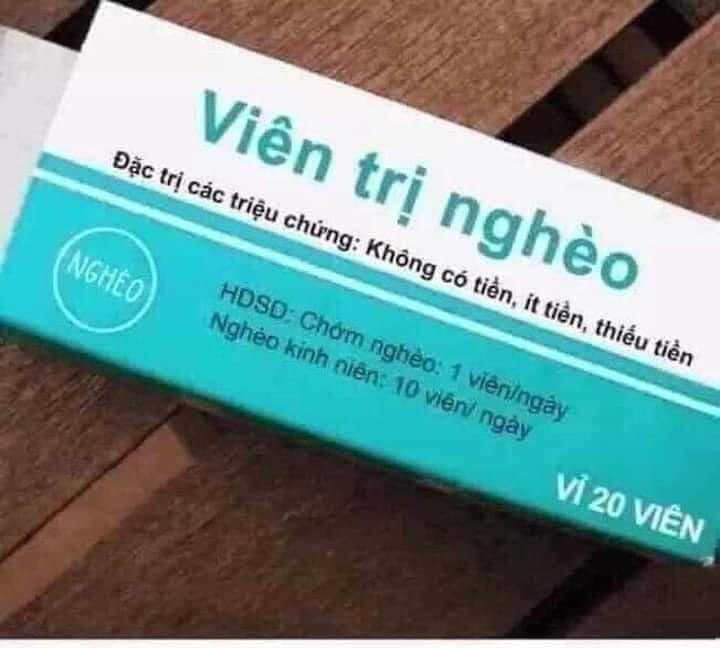 Viên trị nghèo
Đặc trị các triệu chứng: Không có tiền, ít tiền, thiếu tiền
NGHÈO
HDSD: Chớm nghèo: 1 viên/ngày
Nghèo kinh niên: 10 viên/ ngày
VỈ 20 VIÊN